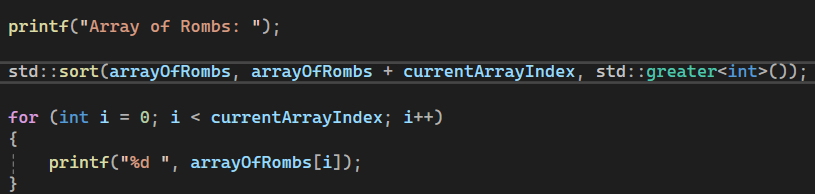 printf("Array of Rombs: ");
std::sort(arrayOfRombs, arrayOfRombs + currentArrayIndex, std::greater<int>());
for (int i = 0; i < currentArrayIndex; i++)
{
printf("%d ", arrayOfRombs[i]);
}